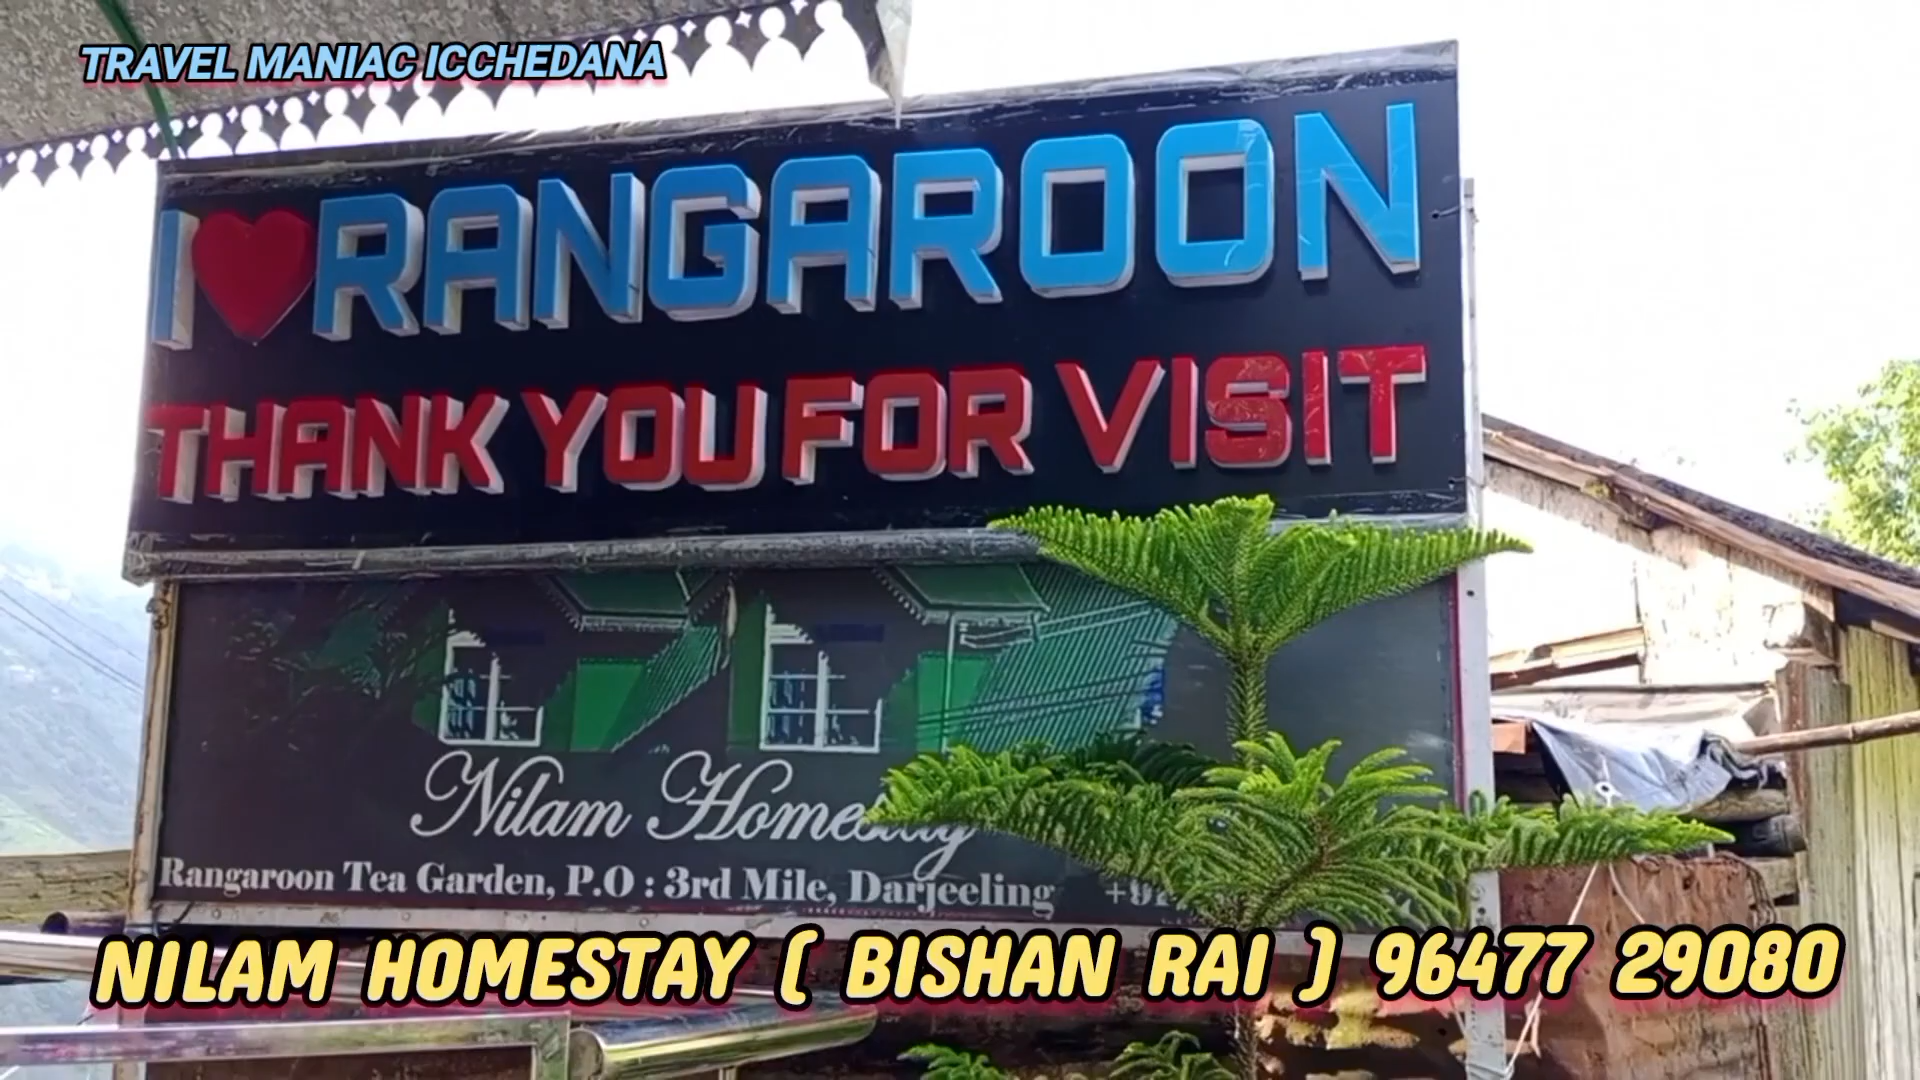 TRAVEL MANIAC ICCHEDANA
I ❤ RANGAROON
THANK YOU FOR VISIT
Nilam Homestay
Rangaroon Tea Garden, P.O : 3rd Mile, Darjeeling
NILAM HOMESTAY ( BISHAN RAI ) 96477 29080